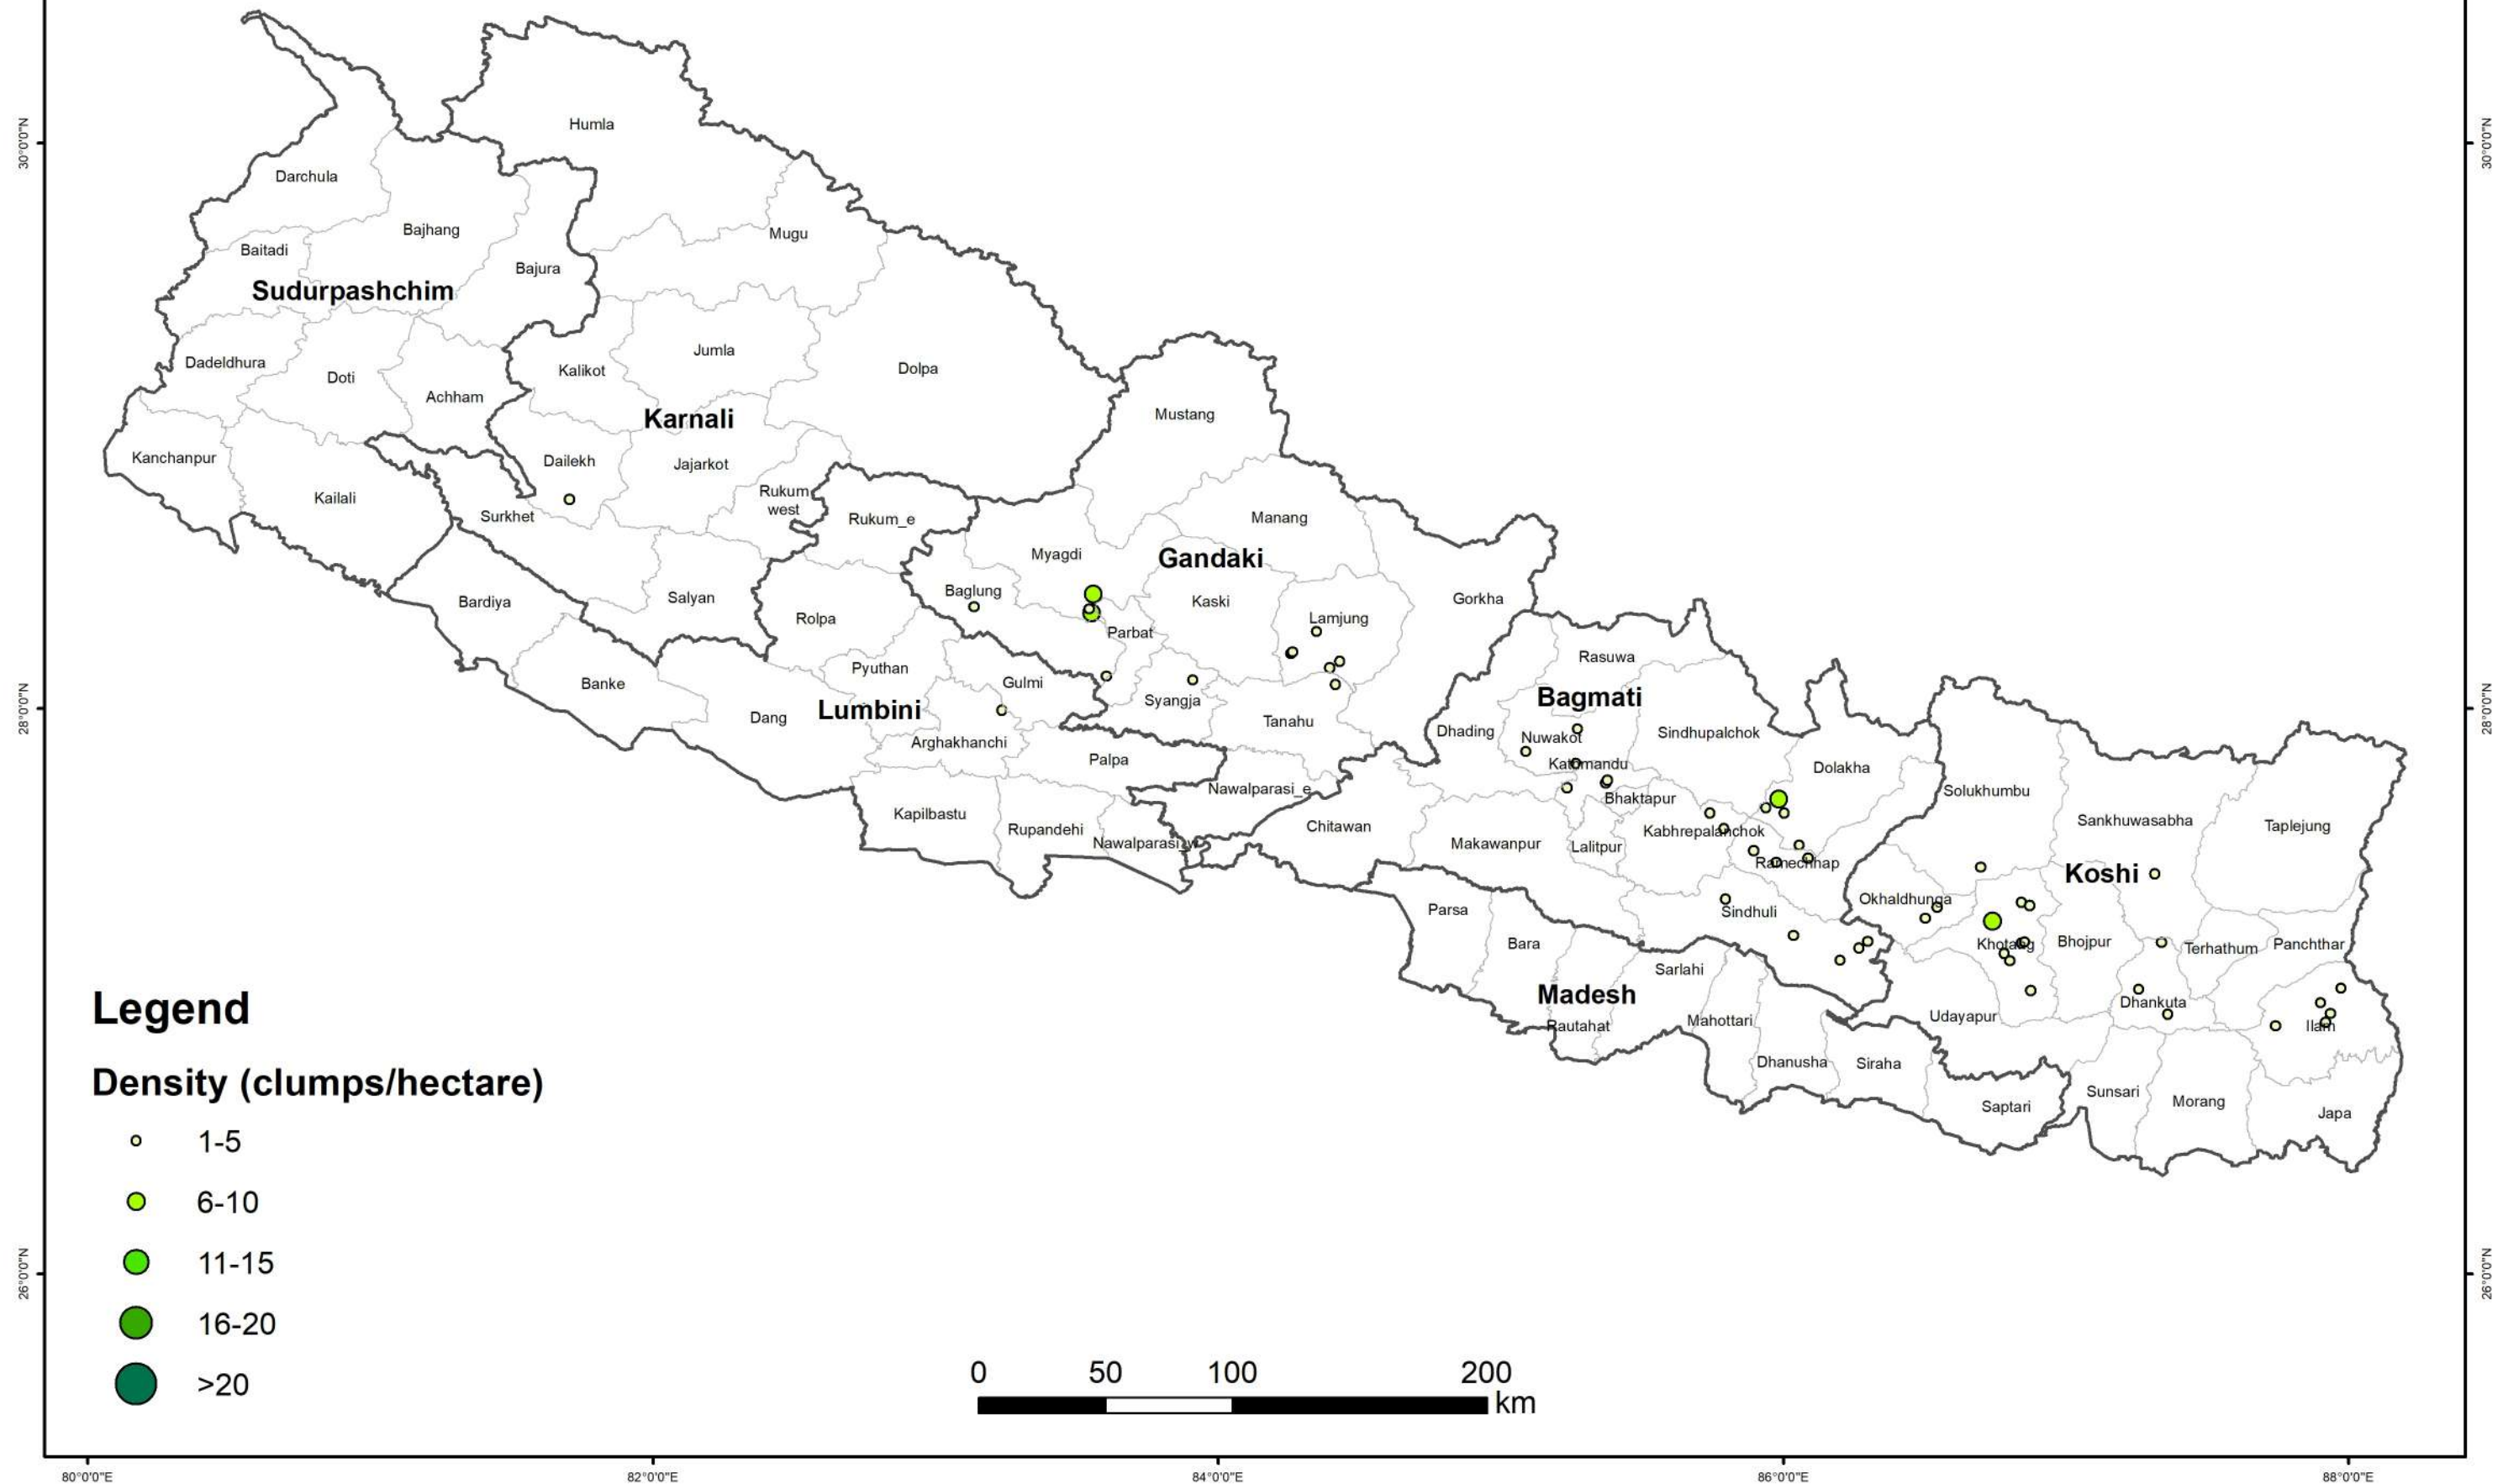 Humla
30°0'0"N
30°0'0"N
Darchula
Bajhang
Mugu
Baitadi
Bajura
Sudurpashchim
Jumla
Dadeldhura
Kalikot
Dolpa
Doti
Achham
Mustang
Karnali
Kanchanpur
Dailekh
Jajarkot
Rukum
west
Kailali
Surkhet
Rukum_e
Manang
Myagdi
Gandaki
Baglung
Bardiya
Salyan
Kaski
Gorkha
Rolpa
Lamjung
Parbat
Rasuwa
Pyuthan
Banke
Gulmi
28°0'0"N
Bagmati
28°0'0"N
Syangja
Lumbini
Dang
Tanahu
Dhading
Sindhupalchok
Nuwakot
Arghakhanchi
Palpa
Kathmandu
Dolakha
Nawalparasi_e
Solukhumbu
Bhaktapur
Kapilbastu
Sankhuwasabha
Rupandehi
Chitawan
Taplejung
Kabhrepalanchok
Nawalparasi_w
Makawanpur
Lalitpur
Ramechhap
Koshi
Okhaldhunga
Parsa
Sindhuli
Bara
Khotang
Bhojpur
Terhathum
Panchthar
Sarlahi
Madesh
Legend
Dhankuta
Udayapur
Rautahat
Mahottari
Ilam
Dhanusha
Siraha
Density (clumps/hectare)
Sunsari
Saptari
Morang
Japa
1-5
6-10
26°0'0"N
26°0'0"N
11-15
16-20
>20
0 50 100 200
km
80°0'0"E 82°0'0"E 84°0'0"E 86°0'0"E 88°0'0"E